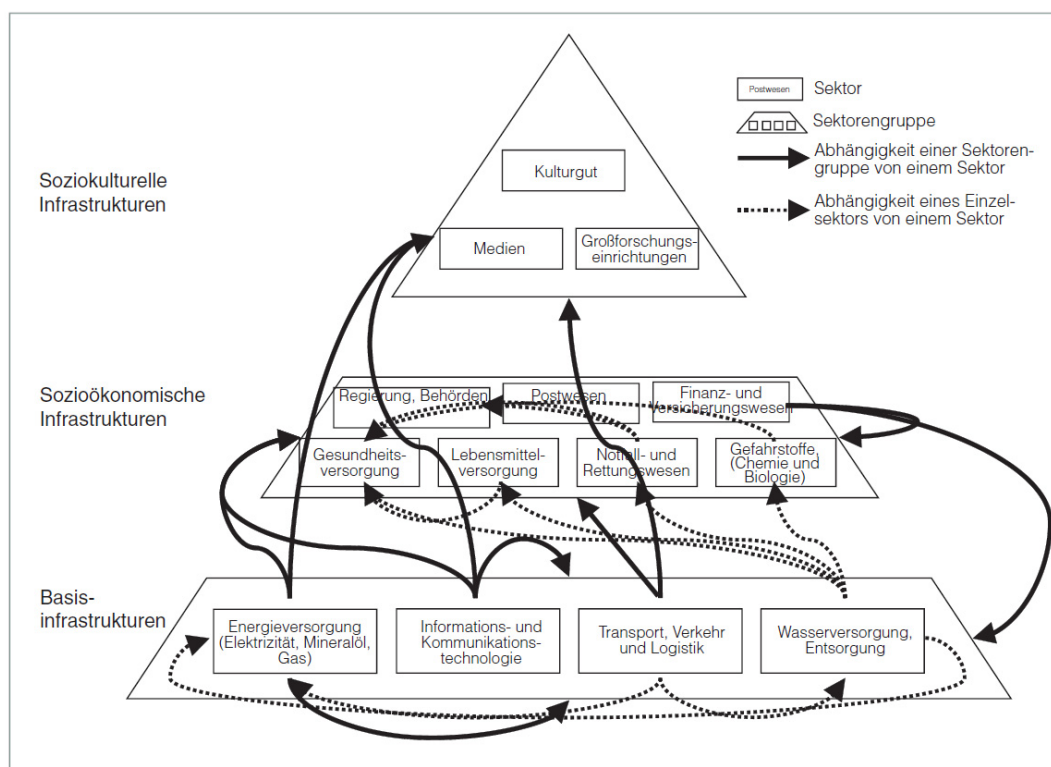 Postwesen
Sektor
Sektorengruppe
Abhängigkeit einer Sektoren-
gruppe von einem Sektor
Abhängigkeit eines Einzel-
sektors von einem Sektor
Soziokulturelle
Infrastrukturen
Kulturgut
Medien
Großforschungs-
einrichtungen
Sozioökonomische
Infrastrukturen
Regierung, Behörden
Postwesen
Finanz- und
Versicherungswesen
Gesundheits-
versorgung
Lebensmittel-
versorgung
Notfall- und
Rettungswesen
Gefahrstoffe,
(Chemie und
Biologie)
Basis-
infrastrukturen
Energieversorgung
(Elektrizität, Mineralöl,
Gas)
Informations- und
Kommunikations-
technologie
Transport, Verkehr
und Logistik
Wasserversorgung,
Entsorgung